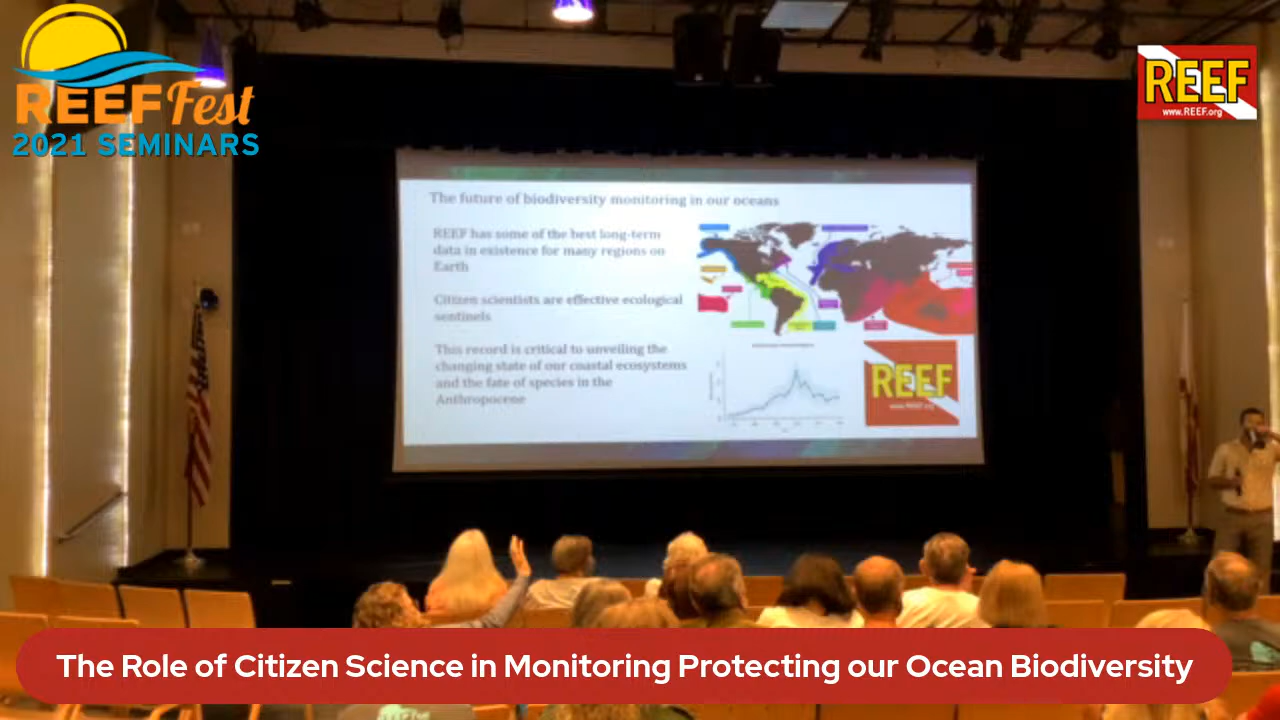 REEF Fest
2021 SEMINARS
REEF
www.REEF.org
The future of biodiversity monitoring in our oceans
REEF has some of the best long-term
data in existence for many regions on
Earth
Citizen scientists are effective ecological
sentinels
This record is critical to unveiling the
changing state of our coastal ecosystems
and the fate of species in the
Anthropocene
REEF
www.REEF.org
The Role of Citizen Science in Monitoring Protecting our Ocean Biodiversity